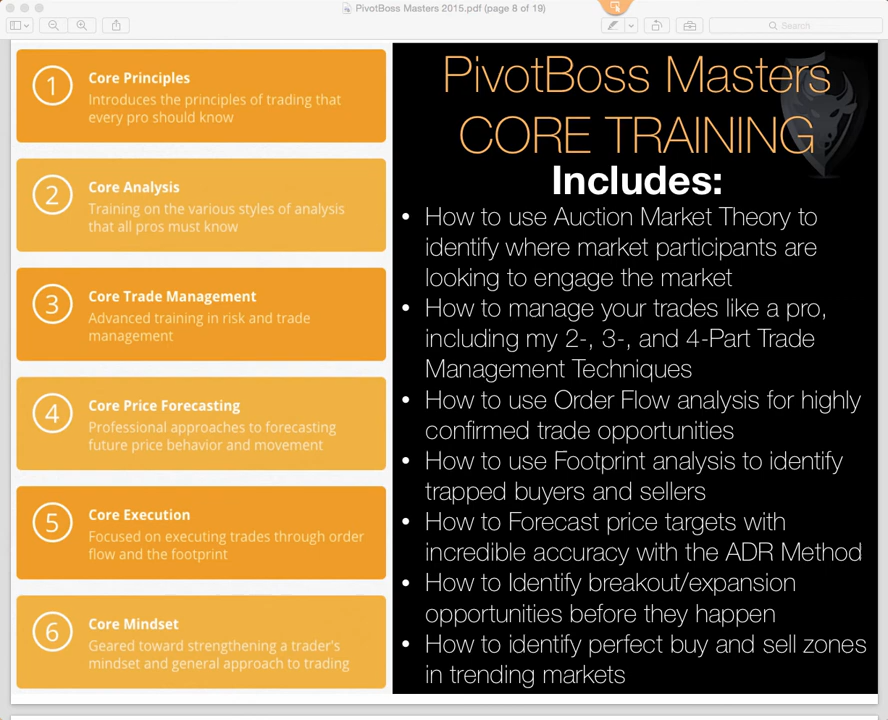 PivotBoss Masters 2015.pdf (page 8 of 19)
Search
1
Core Principles
Introduces the principles of trading that
every pro should know
2
Core Analysis
Training on the various styles of analysis
that all pros must know
3
Core Trade Management
Advanced training in risk and trade
management
4
Core Price Forecasting
Professional approaches to forecasting
future price behavior and movement
5
Core Execution
Focused on executing trades through order
flow and the footprint
6
Core Mindset
Geared toward strengthening a trader's
mindset and general approach to trading
PivotBoss Masters
CORE TRAINING
Includes:
• How to use Auction Market Theory to
identify where market participants are
looking to engage the market
• How to manage your trades like a pro,
including my 2-, 3-, and 4-Part Trade
Management Techniques
• How to use Order Flow analysis for highly
confirmed trade opportunities
• How to use Footprint analysis to identify
trapped buyers and sellers
• How to Forecast price targets with
incredible accuracy with the ADR Method
• How to Identify breakout/expansion
opportunities before they happen
• How to identify perfect buy and sell zones
in trending markets